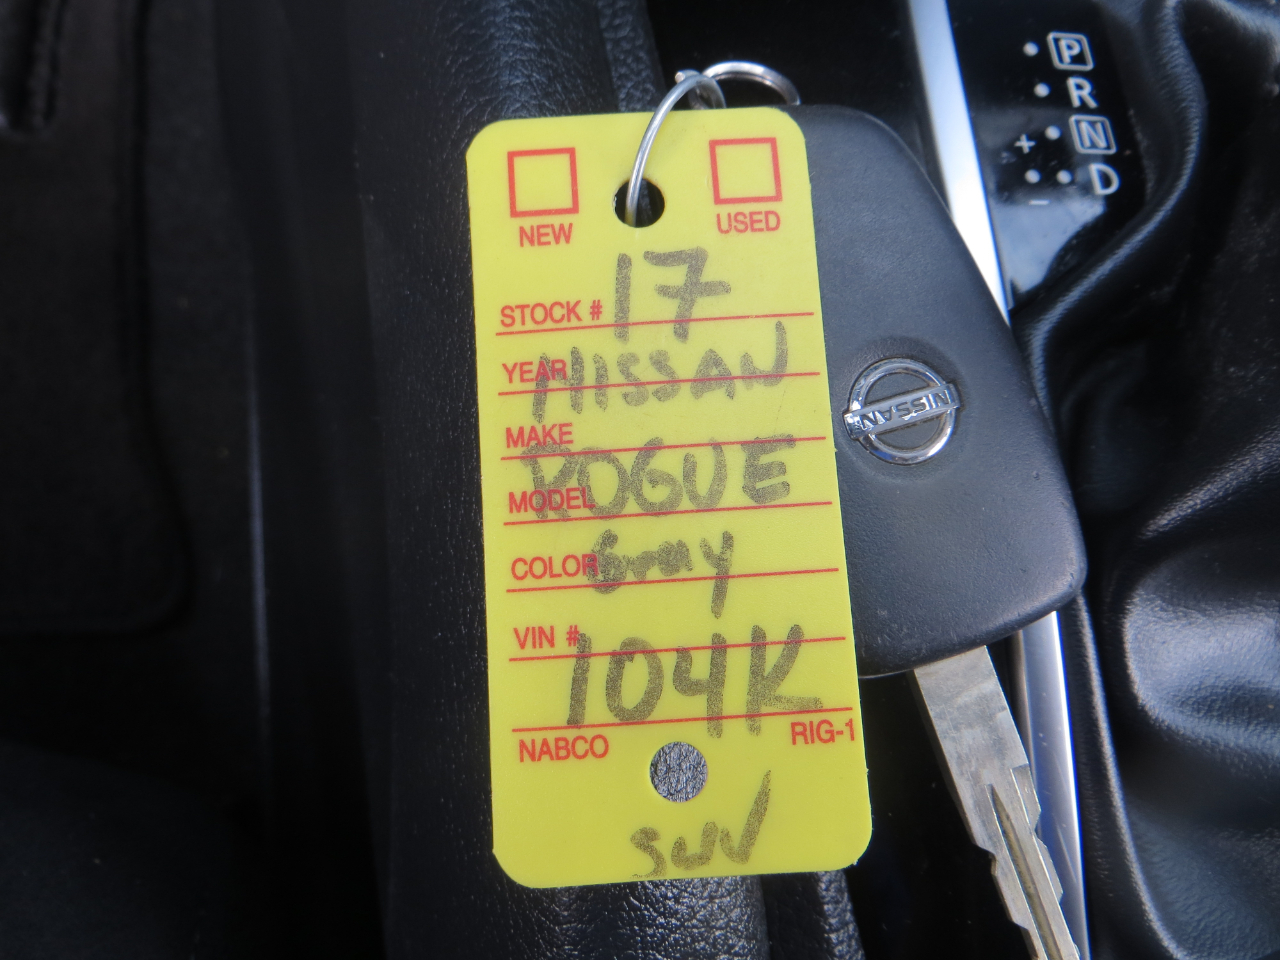 NEW USED
17
STOCK #
NISSAN
YEAR
MAKE
ROGUE
MODEL
Gray
COLOR
VIN #
104K
NABCO RIG-1
SUV
NISSAN
P
R
+ N
D
-